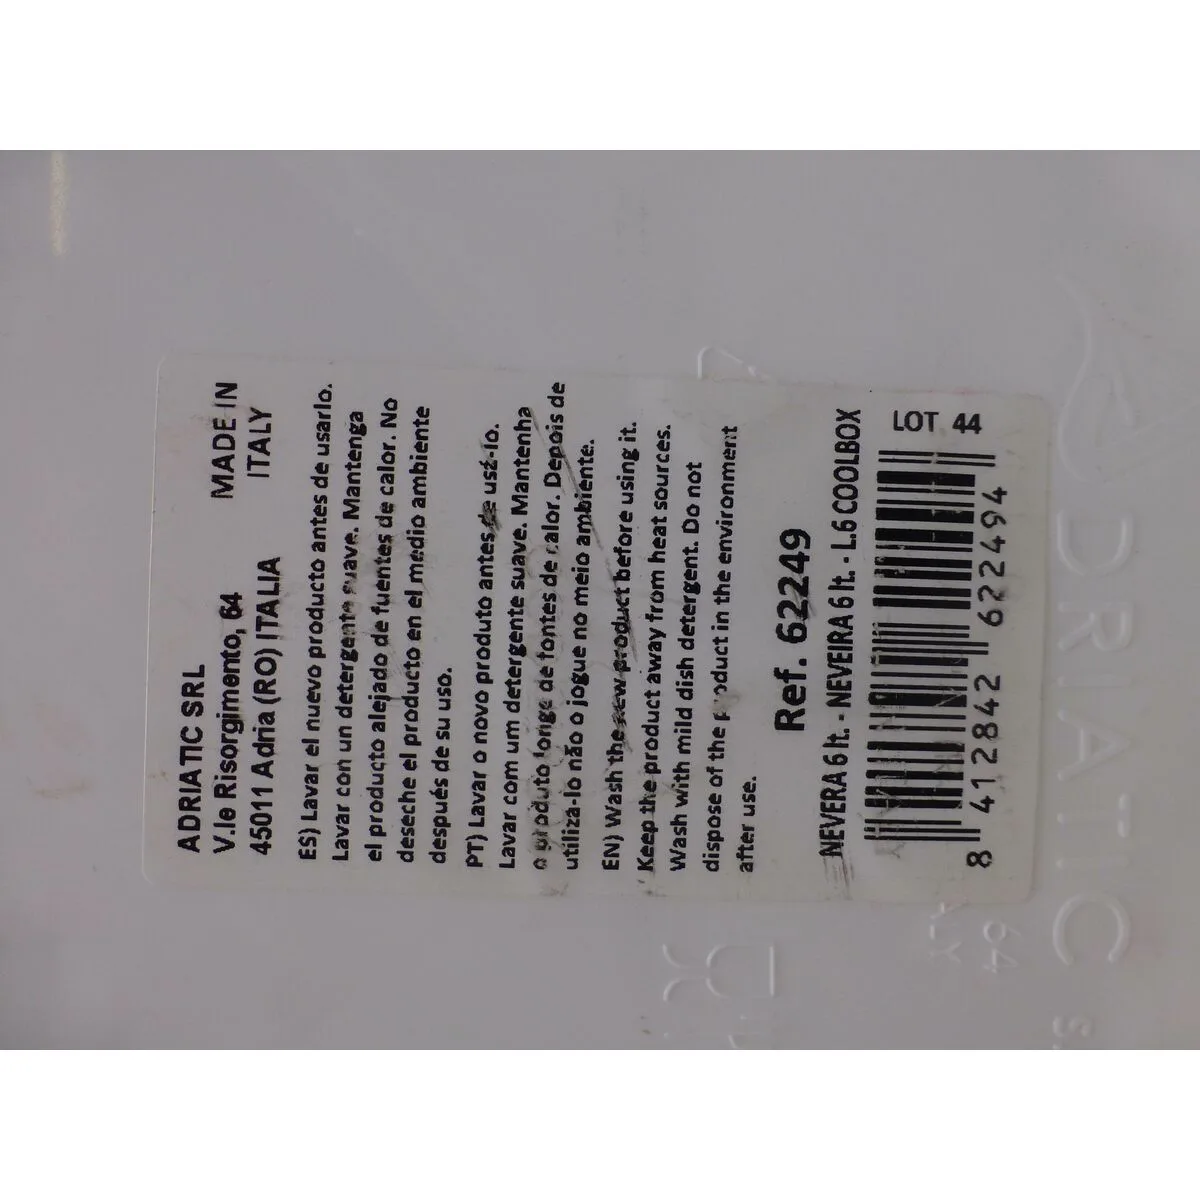 ADRIATIC SRL
V.le Risorgimento, 64
45011 Adria (RO) ITALIA
MADE IN
ITALY
ES) Lavar el nuevo producto antes de usarlo.
Lavar con un detergente suave. Mantenga
el producto alejado de fuentes de calor. No
deseche el producto en el medio ambiente
después de su uso.
PT) Lavar o novo produto antes de usá-lo.
Lavar com um detergente suave. Mantenha
o produto longe de fontes de calor. Depois de
utiliza-lo não o jogue no meio ambiente.
EN) Wash the new product before using it.
Keep the product away from heat sources.
Wash with mild dish detergent. Do not
dispose of the product in the environment
after use.
Ref. 62249
NEVERA 6 lt. - NEVEIRA 6 lt. - L.6 COOLBOX
LOT 44
8 412842 622494
ADRIATIC S.
64